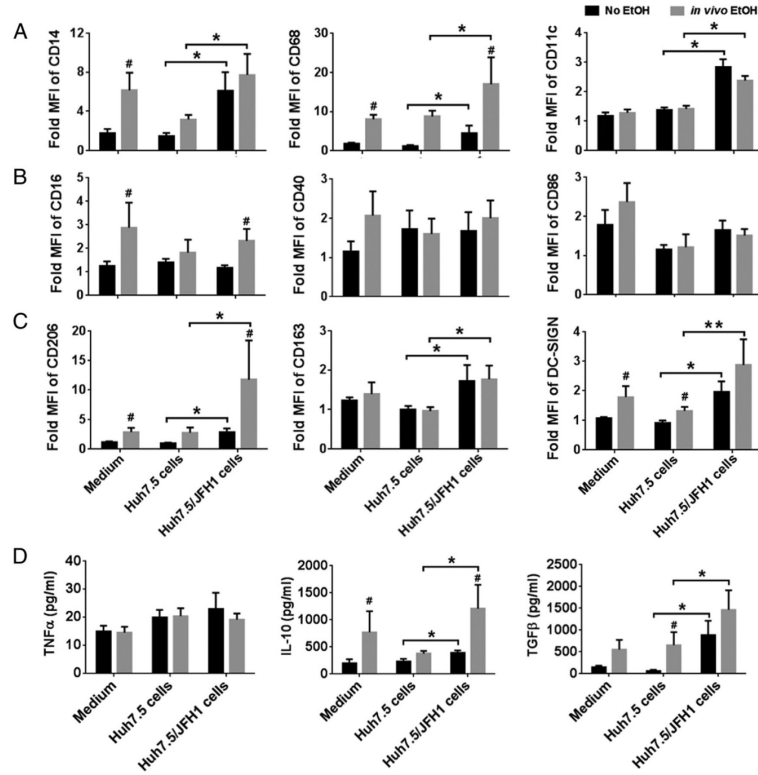 No EtOH in vivo EtOH
A
Fold MFI of CD14
12
8
4
0
#
*
*
Fold MFI of CD68
30
20
10
0
#
*
*
#
Fold MFI of CD11c
4
3
2
1
0
*
*
B
Fold MFI of CD16
5
4
3
2
1
0
#
#
Fold MFI of CD40
3
2
1
0
Fold MFI of CD86
3
2
1
0
C
Fold MFI of CD206
25
20
15
10
5
0
#
*
*
#
Fold MFI of CD163
3
2
1
0
*
*
Fold MFI of DC-SIGN
5
4
3
2
1
0
#
#
*
**
Medium
Huh7.5 cells
Huh7.5/JFH1 cells
Medium
Huh7.5 cells
Huh7.5/JFH1 cells
Medium
Huh7.5 cells
Huh7.5/JFH1 cells
D
TNFα (pg/ml)
40
30
20
10
0
Medium
Huh7.5 cells
Huh7.5/JFH1 cells
IL-10 (pg/ml)
2000
1500
1000
500
0
#
*
*
#
Medium
Huh7.5 cells
Huh7.5/JFH1 cells
TGFβ (pg/ml)
2500
2000
1500
1000
500
0
#
*
*
Medium
Huh7.5 cells
Huh7.5/JFH1 cells